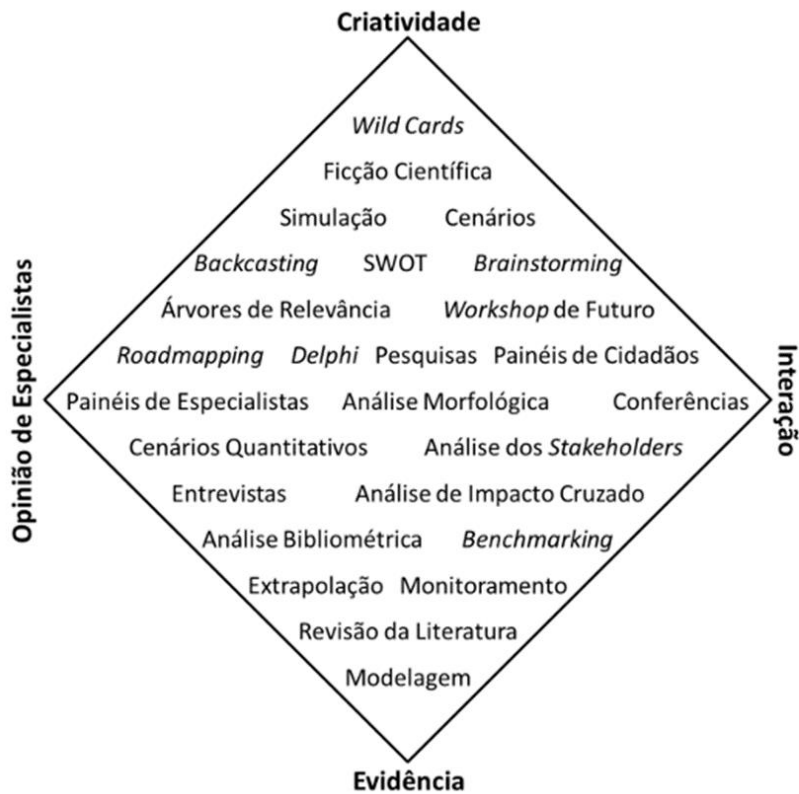 Criatividade
Wild Cards
Ficção Científica
Simulação Cenários
Backcasting SWOT Brainstorming
Árvores de Relevância Workshop de Futuro
Roadmapping Delphi Pesquisas Painéis de Cidadãos
Painéis de Especialistas Análise Morfológica Conferências
Cenários Quantitativos Análise dos Stakeholders
Entrevistas Análise de Impacto Cruzado
Análise Bibliométrica Benchmarking
Extrapolação Monitoramento
Revisão da Literatura
Modelagem
Evidência
Opinião de Especialistas
Interação